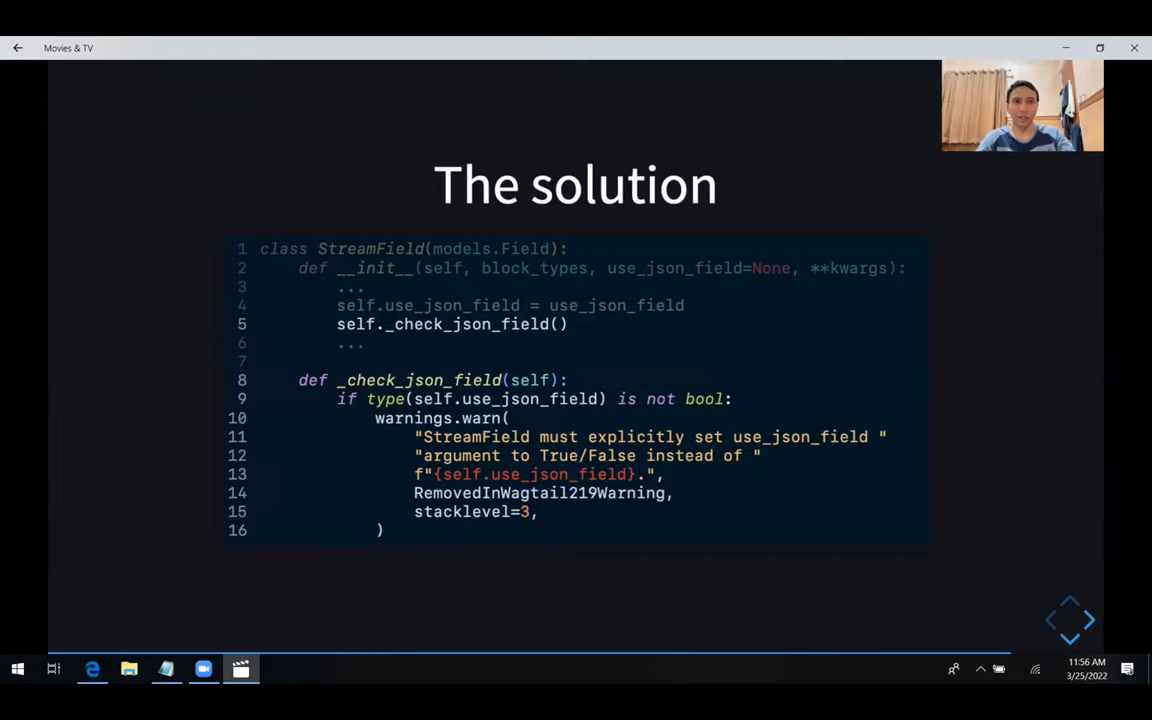 Movies & TV
The solution
1 class StreamField(models.Field):
2 def __init__(self, block_types, use_json_field=None, **kwargs):
3 ...
4 self.use_json_field = use_json_field
5 self._check_json_field()
6 ...
7
8 def _check_json_field(self):
9 if type(self.use_json_field) is not bool:
10 warnings.warn(
11 "StreamField must explicitly set use_json_field "
12 "argument to True/False instead of "
13 f"{self.use_json_field}.",
14 RemovedInWagtail219Warning,
15 stacklevel=3,
16 )
11:56 AM
3/25/2022